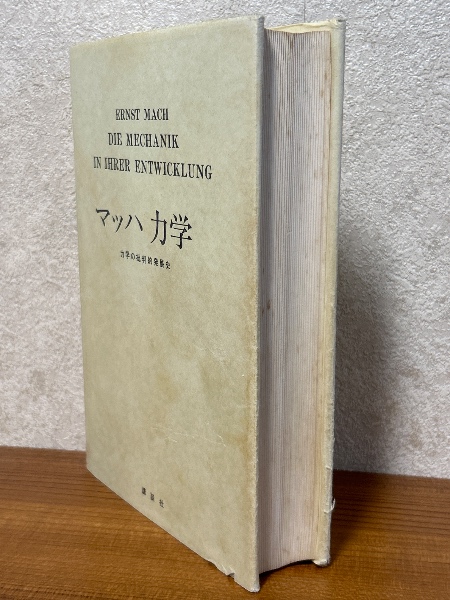 ERNST MACH
DIE MECHANIK
IN IHRER ENTWICKLUNG
マッハ 力学
力学の批判的発展史
講談社